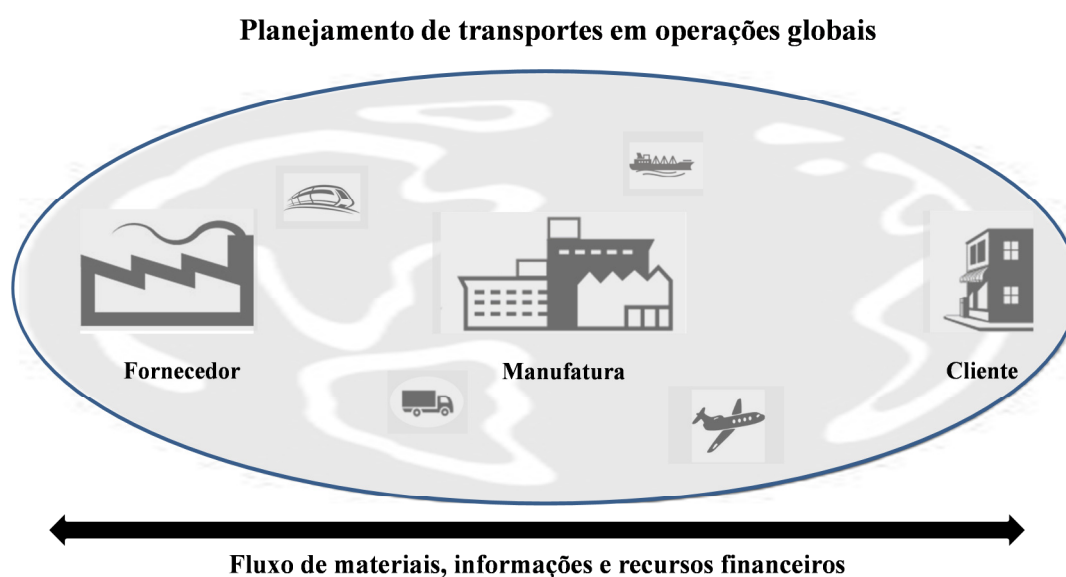 Planejamento de transportes em operações globais
Fornecedor
Manufatura
Cliente
Fluxo de materiais, informações e recursos financeiros